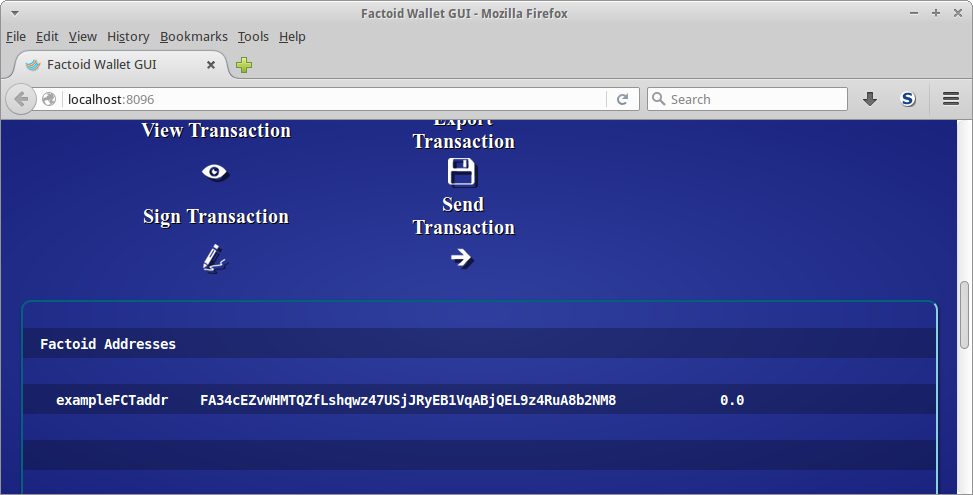 Factoid Wallet GUI - Mozilla Firefox
File Edit View History Bookmarks Tools Help
Factoid Wallet GUI
localhost:8096
Search
S
View Transaction
Export
Transaction
Sign Transaction
Send
Transaction
Factoid Addresses
exampleFCTaddr FA34cEZvWHMTQZfLshqwz47USjJRyEB1VqABjQEL9z4RuA8b2NM8 0.0